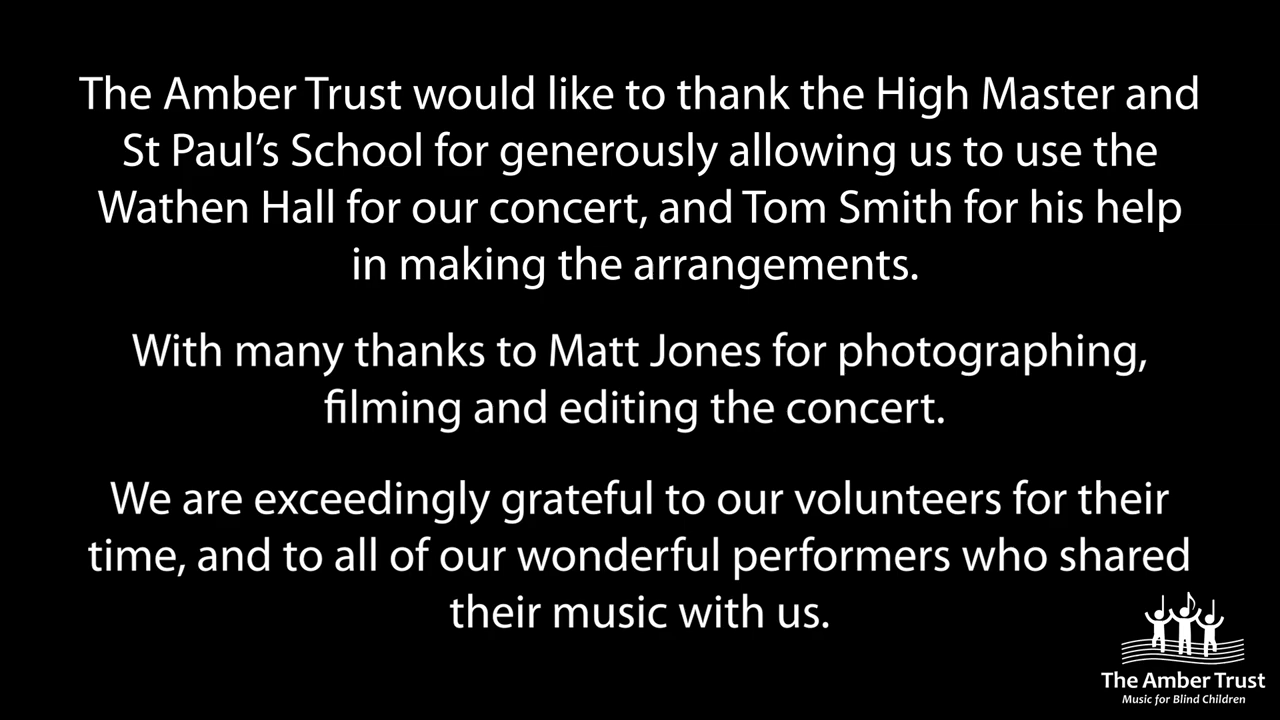 The Amber Trust would like to thank the High Master and
St Paul’s School for generously allowing us to use the
Wathen Hall for our concert, and Tom Smith for his help
in making the arrangements.
With many thanks to Matt Jones for photographing,
filming and editing the concert.
We are exceedingly grateful to our volunteers for their
time, and to all of our wonderful performers who shared
their music with us.
The Amber Trust
Music for Blind Children